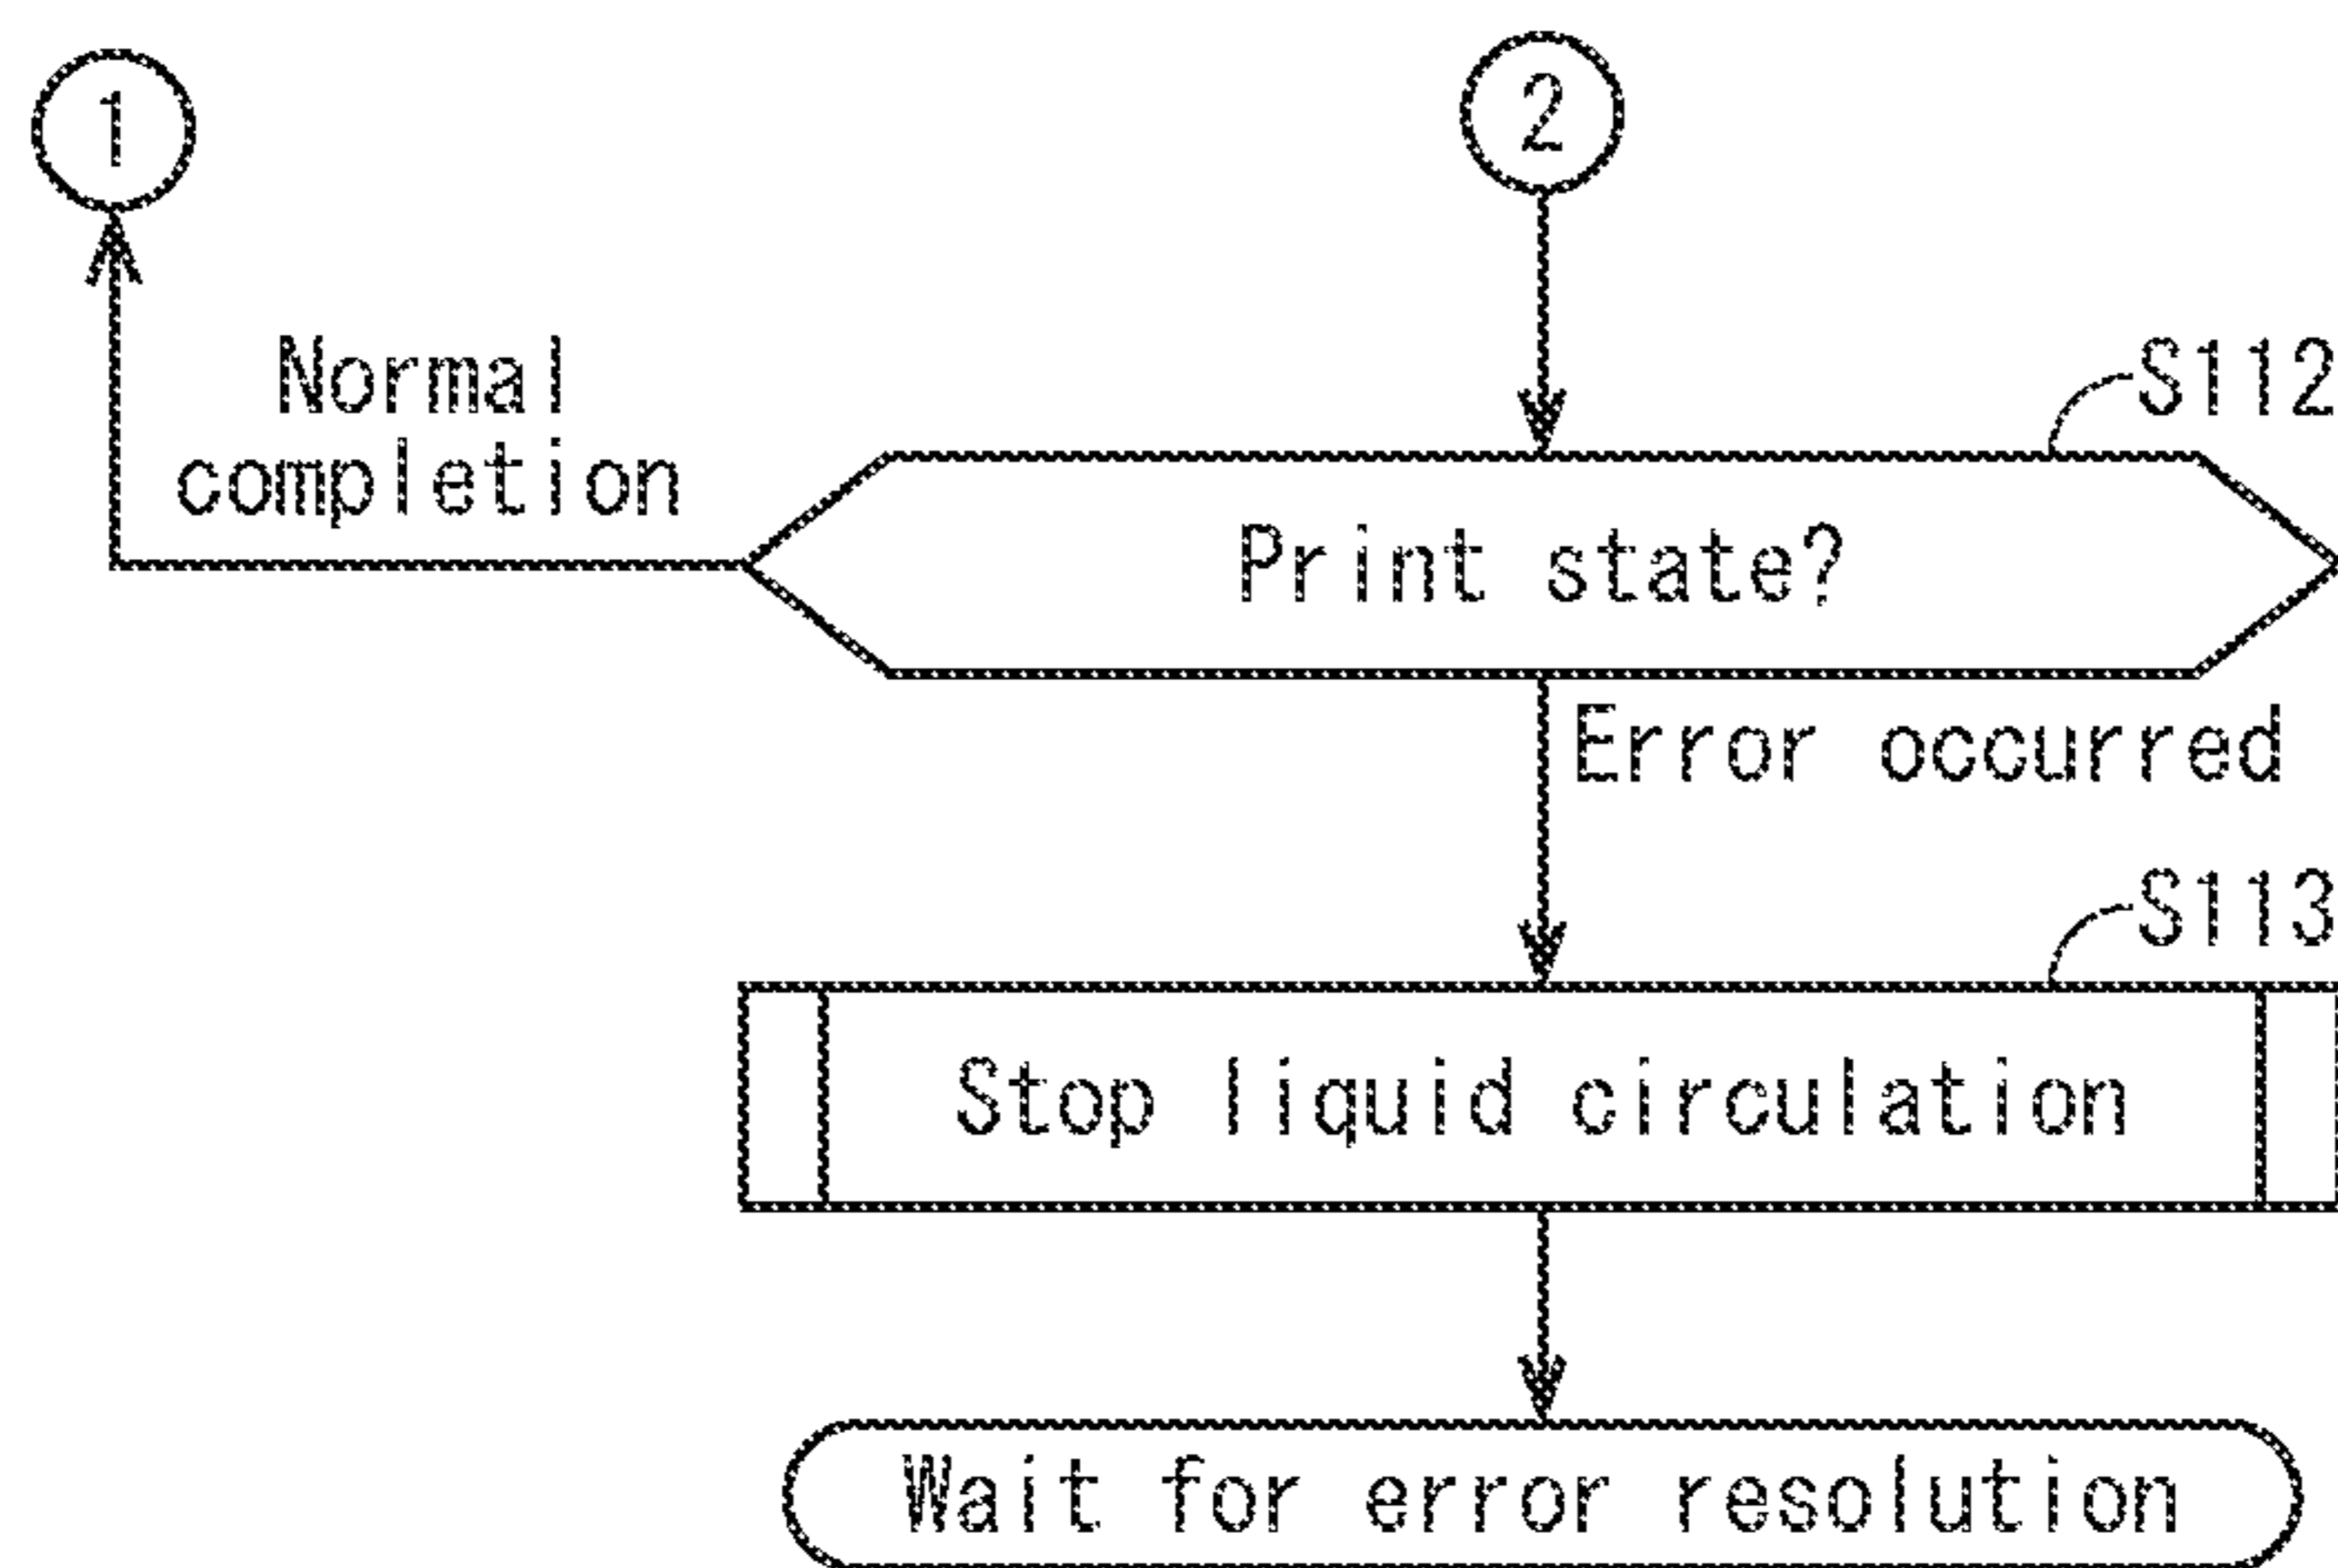 1
2
Normal
completion
S112
Print state?
Error occurred
S113
Stop liquid circulation
Wait for error resolution